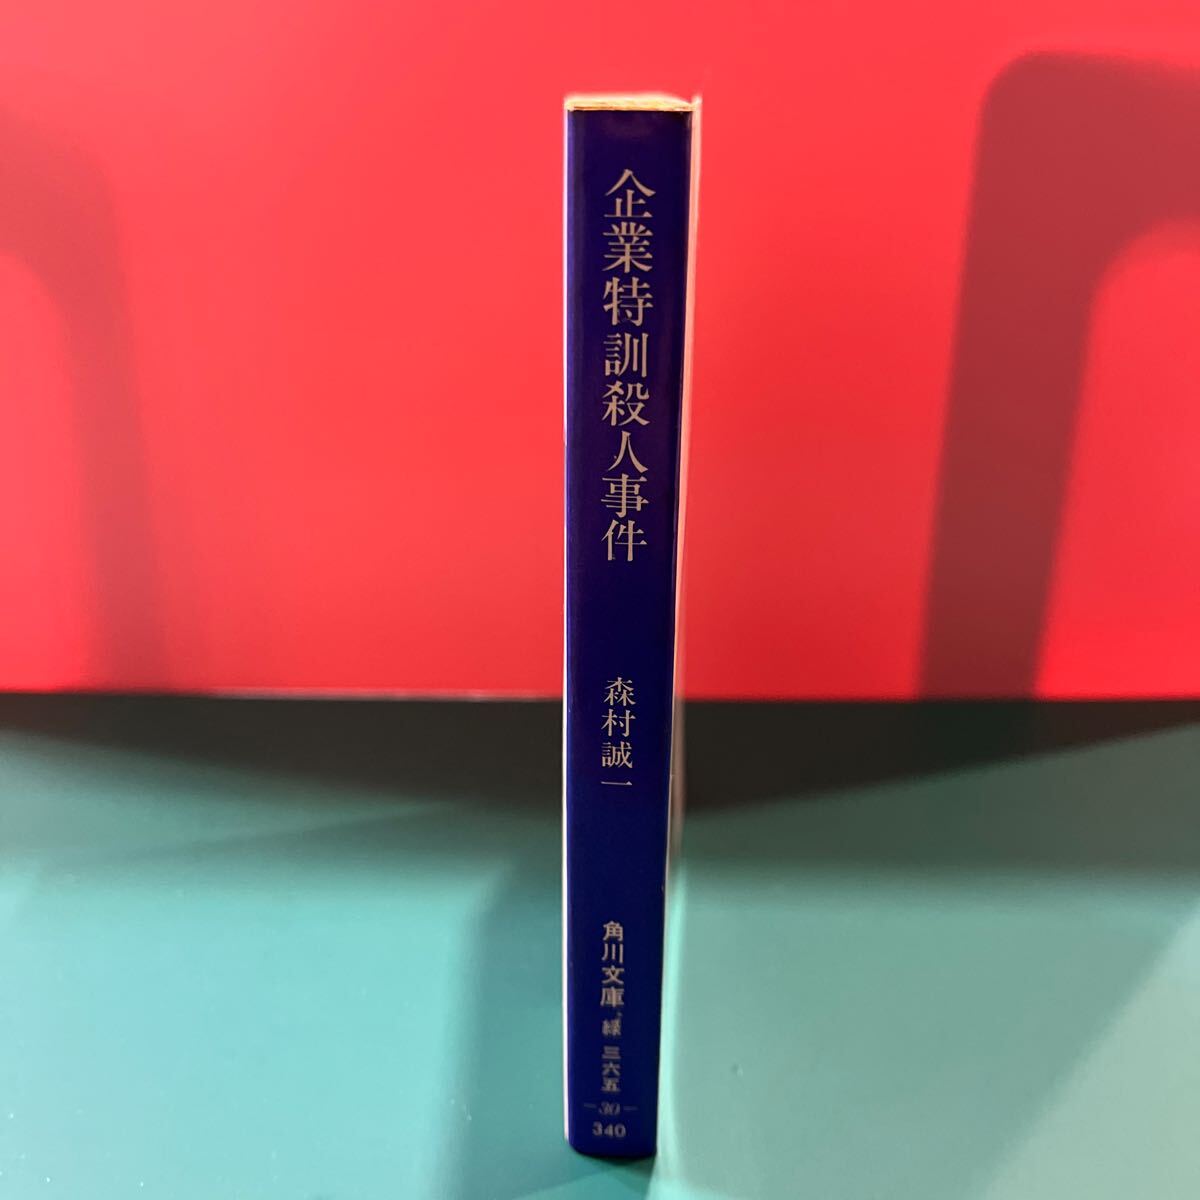 企業特訓殺人事件
森村誠一
角川文庫
緑 三六五
―30―
340